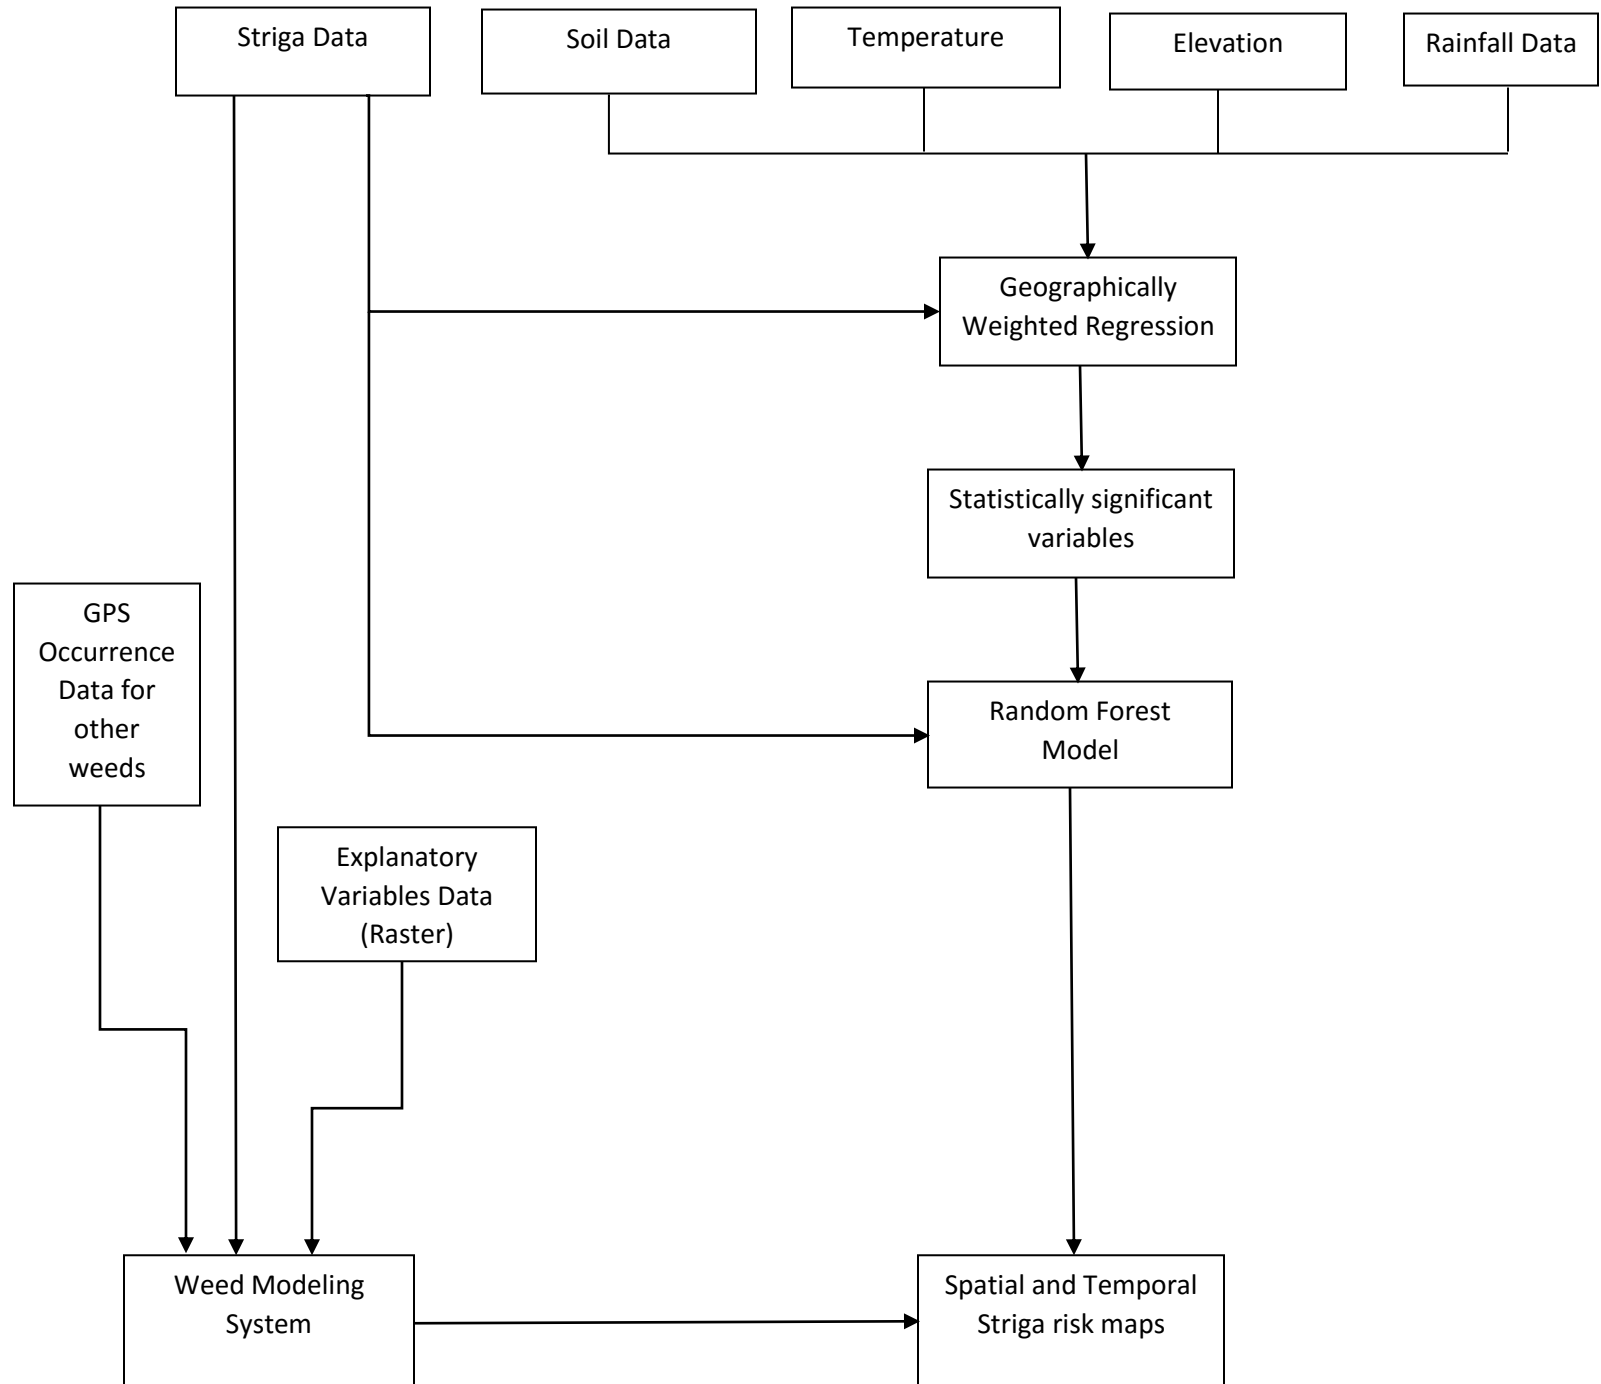 Striga Data
Soil Data
Temperature
Elevation
Rainfall Data
Geographically
Weighted Regression
Statistically significant
variables
GPS
Occurrence
Data for
other
weeds
Random Forest
Model
Explanatory
Variables Data
(Raster)
Weed Modeling
System
Spatial and Temporal
Striga risk maps